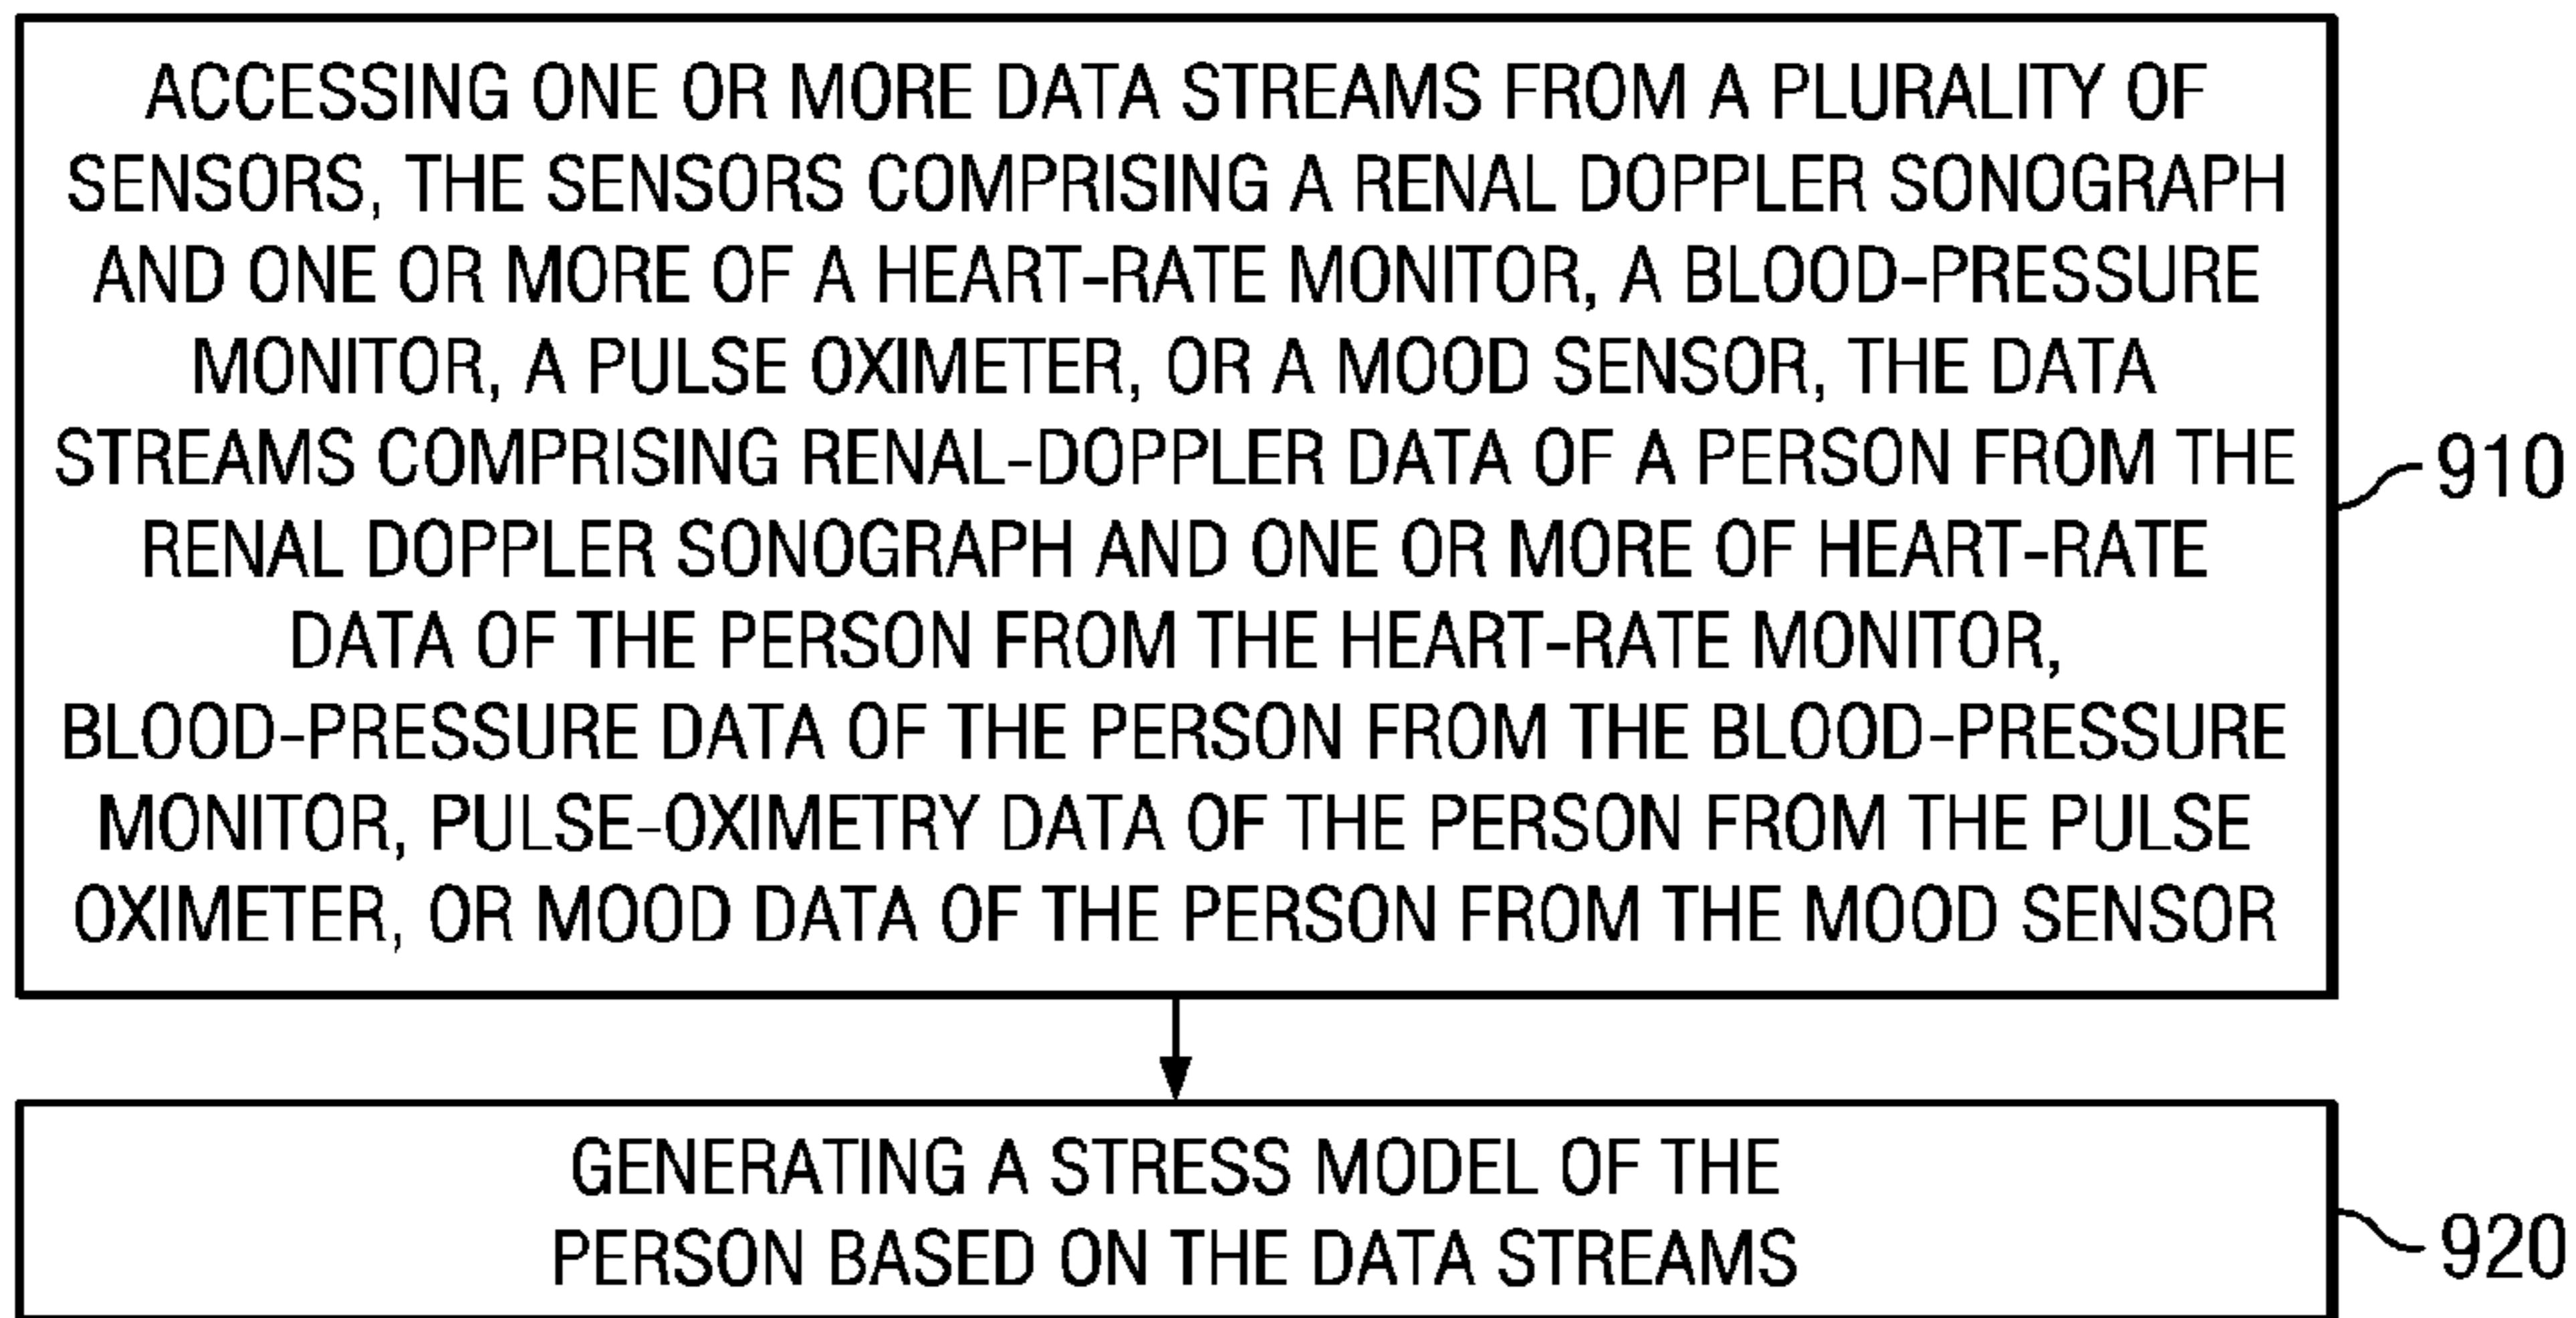 ACCESSING ONE OR MORE DATA STREAMS FROM A PLURALITY OF
SENSORS, THE SENSORS COMPRISING A RENAL DOPPLER SONOGRAPH
AND ONE OR MORE OF A HEART-RATE MONITOR, A BLOOD-PRESSURE
MONITOR, A PULSE OXIMETER, OR A MOOD SENSOR, THE DATA
STREAMS COMPRISING RENAL-DOPPLER DATA OF A PERSON FROM THE
RENAL DOPPLER SONOGRAPH AND ONE OR MORE OF HEART-RATE
DATA OF THE PERSON FROM THE HEART-RATE MONITOR,
BLOOD-PRESSURE DATA OF THE PERSON FROM THE BLOOD-PRESSURE
MONITOR, PULSE-OXIMETRY DATA OF THE PERSON FROM THE PULSE
OXIMETER, OR MOOD DATA OF THE PERSON FROM THE MOOD SENSOR
910
GENERATING A STRESS MODEL OF THE
PERSON BASED ON THE DATA STREAMS
920